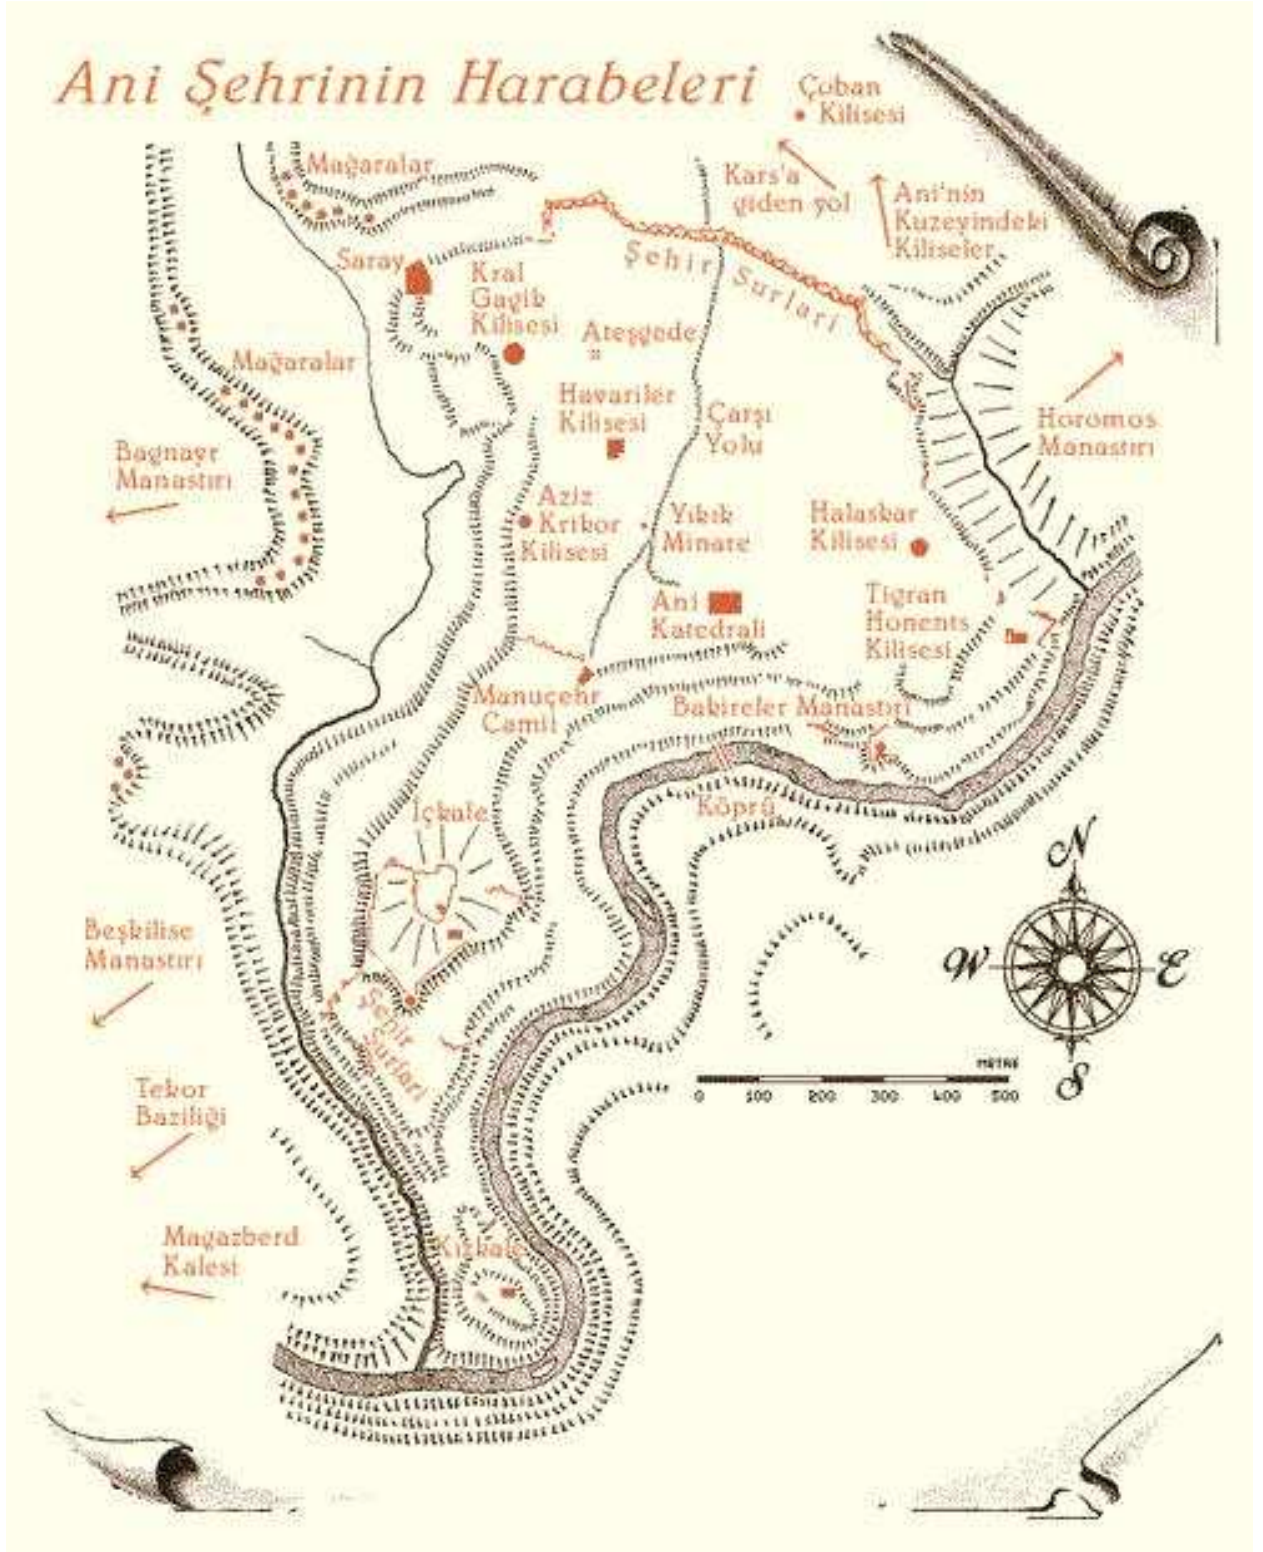 Ani Şehrinin Harabeleri
Çoban
Kilisesi
Mağaralar
Kars'a
giden yol
Ani'nin
Kuzeyindeki
Kiliseler
Saray
Kral
Gagik
Kilisesi
Şehir Surlari
Ateşgede
Mağaralar
Havariler
Kilisesi
Çarşı
Yolu
Horomos
Manastırı
Bagnayr
Manastırı
Aziz
Krikor
Kilisesi
Yıkık
Minare
Halaskar
Kilisesi
Ani
Katedrali
Tigran
Honents
Kilisesi
Manuçehr
Camii
Bakireler Manastırı
Köprü
İçkale
N
W
E
S
Beşkilise
Manastırı
Şehir
Surlari
METRE
0 100 200 300 400 500
Tekor
Baziliği
Magazberd
Kalesi
Kızkale